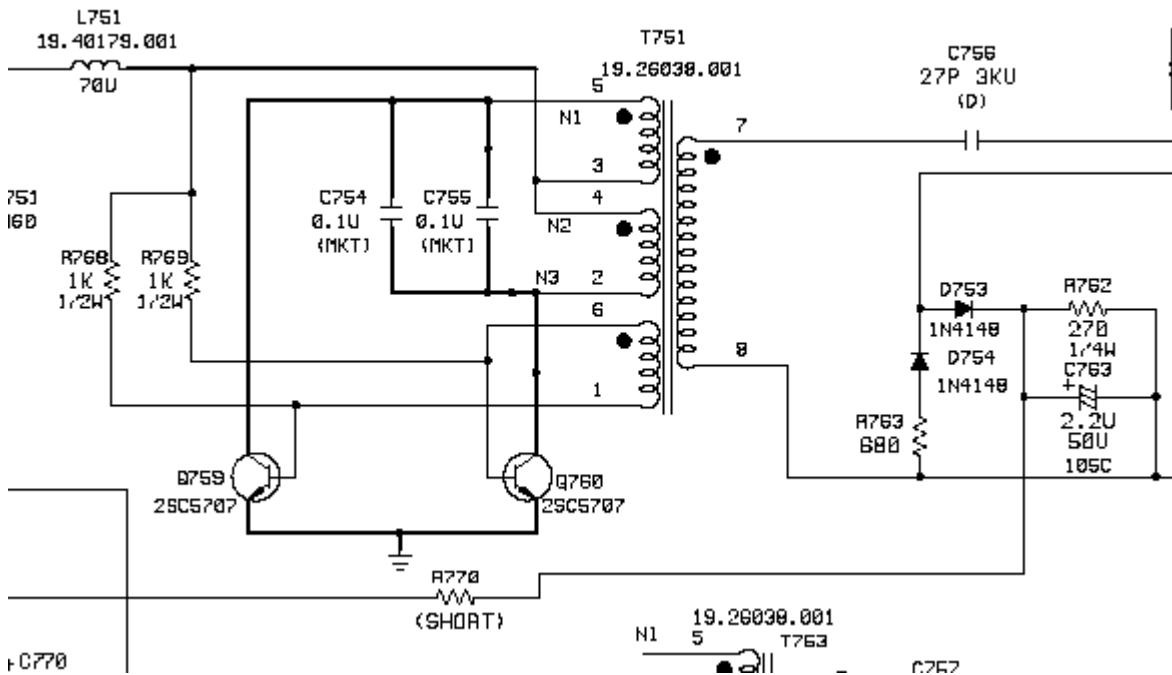 L751
19.40179.001
70U
T751
19.26038.001
5
N1
3
4
N2
N3
2
6
1
7
8
C756
27P 3KU
(D)
751
160
R768
1K
1/2W
R769
1K
1/2W
C754
0.1U
(MKT)
C755
0.1U
(MKT)
D753
1N4148
D754
1N4148
R762
270
1/4W
C763
+
2.2U
50U
105C
R763
680
Q759
2SC5707
Q760
2SC5707
R770
(SHORT)
19.26038.001
N1
5
T763
+ C770
C757